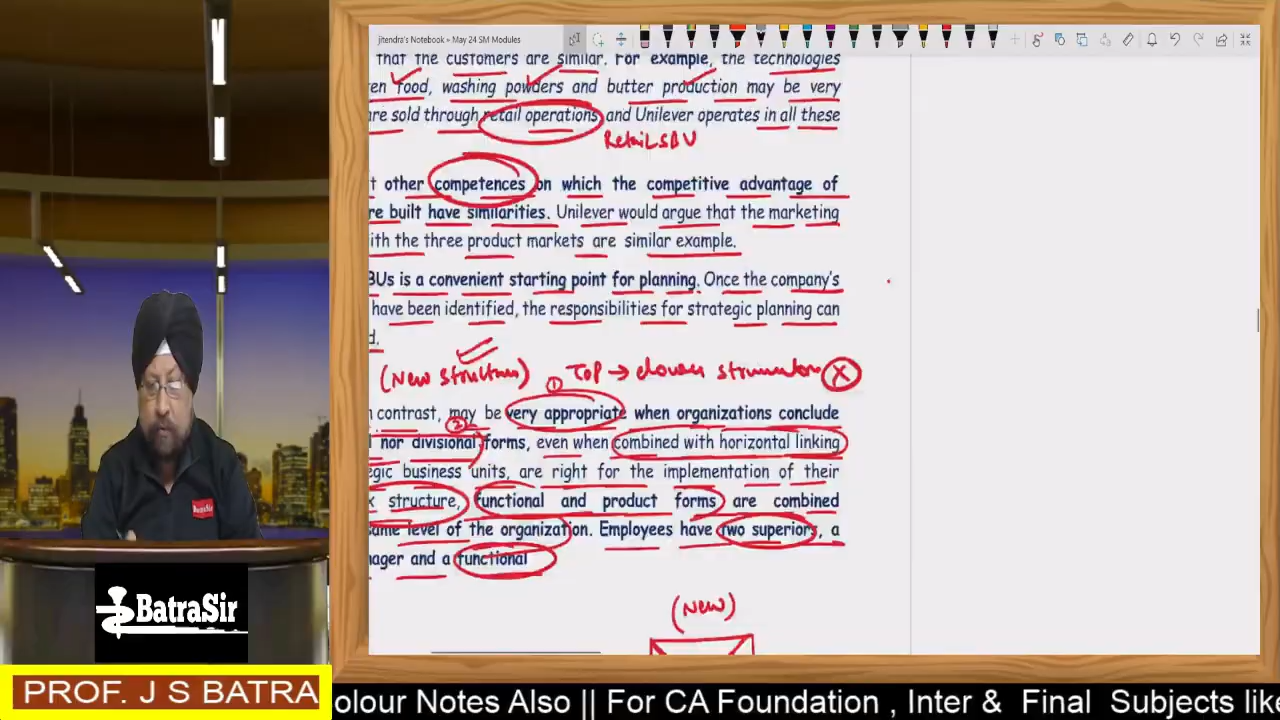 jitendra's Notebook » May 24 SM Modules
that the customers are similar. For example, the technologies
en food, washing powders and butter production may be very
are sold through retail operations and Unilever operates in all these
Retail SBU
t other competences on which the competitive advantage of
re built have similarities. Unilever would argue that the marketing
ith the three product markets are similar example.
BUs is a convenient starting point for planning. Once the company's
have been identified, the responsibilities for strategic planning can
d.
(New structure) ① TOP → down structure X
n contrast, may be very appropriate when organizations conclude
②
l nor divisional forms, even when combined with horizontal linking
egic business units, are right for the implementation of their
x structure, functional and product forms are combined
same level of the organization. Employees have two superiors, a
nager and a functional
(New)
BatraSir
BatraSir
PROF. J S BATRA
olour Notes Also || For CA Foundation , Inter & Final Subjects like